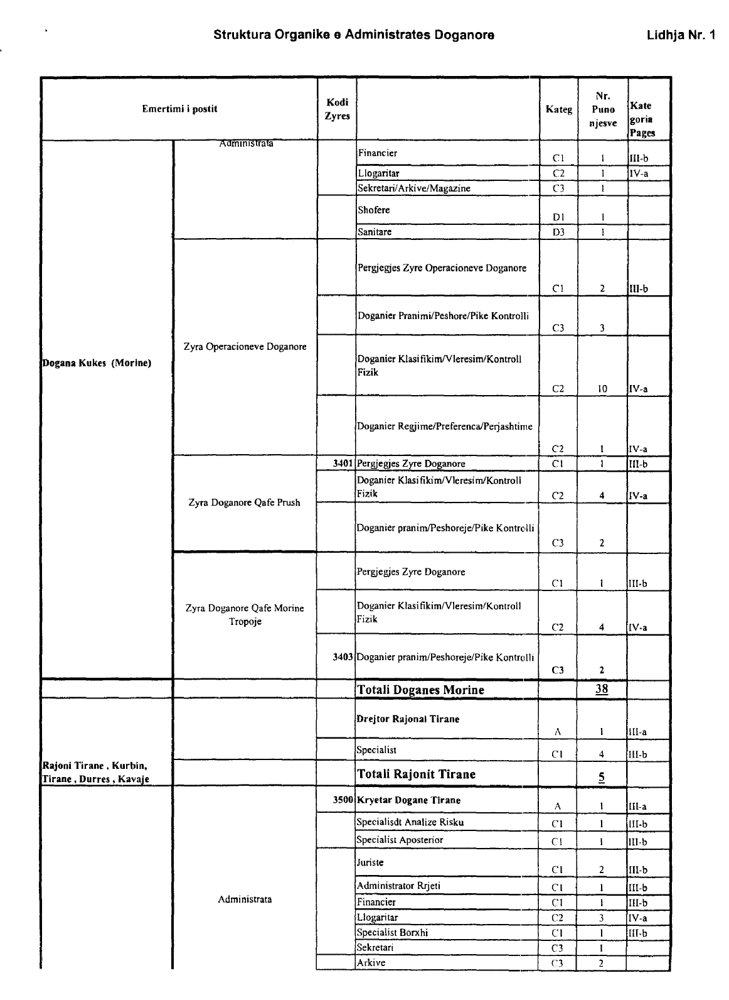 Struktura Organike e Administrates Doganore Lidhja Nr. 1
Emertimi i postit Kodi Zyres Kateg Nr. Puno njesve Kate goria Pages
Administrata
Financier C1 1 III-b
Llogaritar C2 1 IV-a
Sekretari/Arkive/Magazine C3 1
Shofere D1 1
Sanitare D3 1
Dogana Kukes (Morine)
Zyra Operacioneve Doganore
Pergjegjes Zyre Operacioneve Doganore C1 2 III-b
Doganier Pranimi/Peshore/Pike Kontrolli C3 3
Doganier Klasifikim/Vleresim/Kontroll
Fizik C2 10 IV-a
Doganier Regjime/Preferenca/Perjashtime C2 1 IV-a
Zyra Doganore Qafe Prush
3401 Pergjegjes Zyre Doganore C1 1 III-b
Doganier Klasifikim/Vleresim/Kontroll
Fizik C2 4 IV-a
Doganier pranim/Peshoreje/Pike Kontrolli C3 2
Zyra Doganore Qafe Morine
Tropoje
Pergjegjes Zyre Doganore C1 1 III-b
Doganier Klasifikim/Vleresim/Kontroll
Fizik C2 4 IV-a
3403 Doganier pranim/Peshoreje/Pike Kontrolli C3 2
Totali Doganes Morine 38
Rajoni Tirane , Kurbin,
Tirane , Durres , Kavaje
Drejtor Rajonal Tirane A 1 III-a
Specialist C1 4 III-b
Totali Rajonit Tirane 5
Administrata
3500 Kryetar Dogane Tirane A 1 III-a
Specialisdt Analize Risku C1 1 III-b
Specialist Aposterior C1 1 III-b
Juriste C1 2 III-b
Administrator Rrjeti C1 1 III-b
Financier C1 1 III-b
Llogaritar C2 3 IV-a
Specialist Borxhi C1 1 III-b
Sekretari C3 1
Arkive C3 2